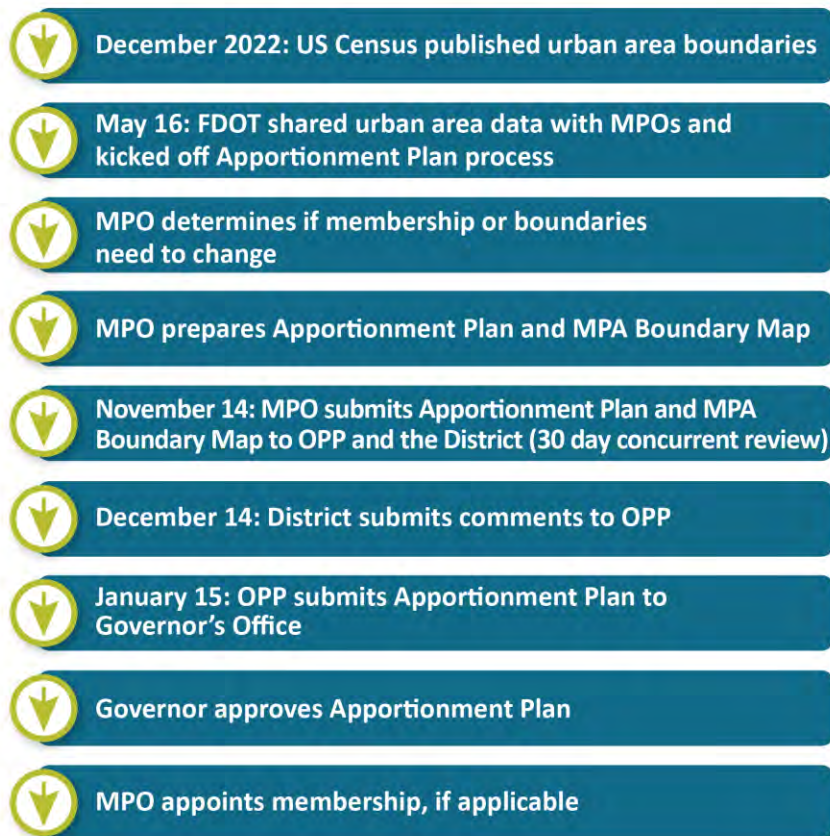 December 2022: US Census published urban area boundaries
May 16: FDOT shared urban area data with MPOs and
kicked off Apportionment Plan process
MPO determines if membership or boundaries
need to change
MPO prepares Apportionment Plan and MPA Boundary Map
November 14: MPO submits Apportionment Plan and MPA
Boundary Map to OPP and the District (30 day concurrent review)
December 14: District submits comments to OPP
January 15: OPP submits Apportionment Plan to
Governor's Office
Governor approves Apportionment Plan
MPO appoints membership, if applicable